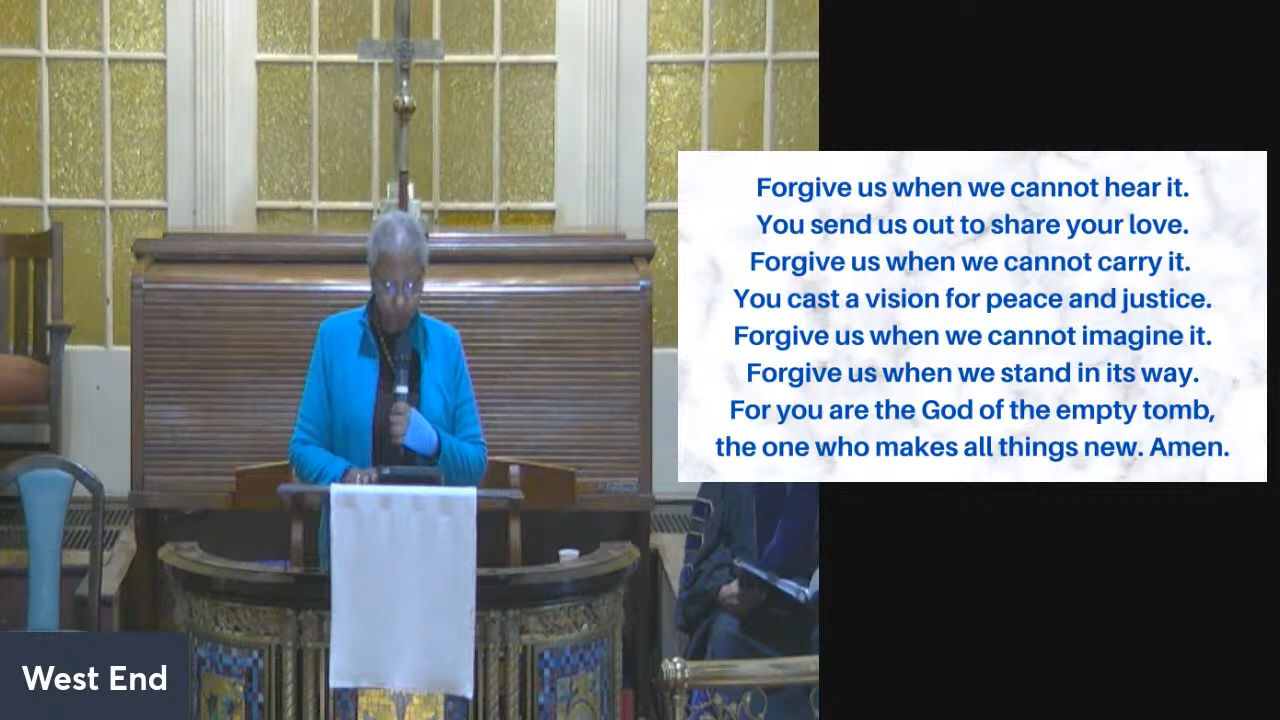 Forgive us when we cannot hear it.
You send us out to share your love.
Forgive us when we cannot carry it.
You cast a vision for peace and justice.
Forgive us when we cannot imagine it.
Forgive us when we stand in its way.
For you are the God of the empty tomb,
the one who makes all things new. Amen.
West End